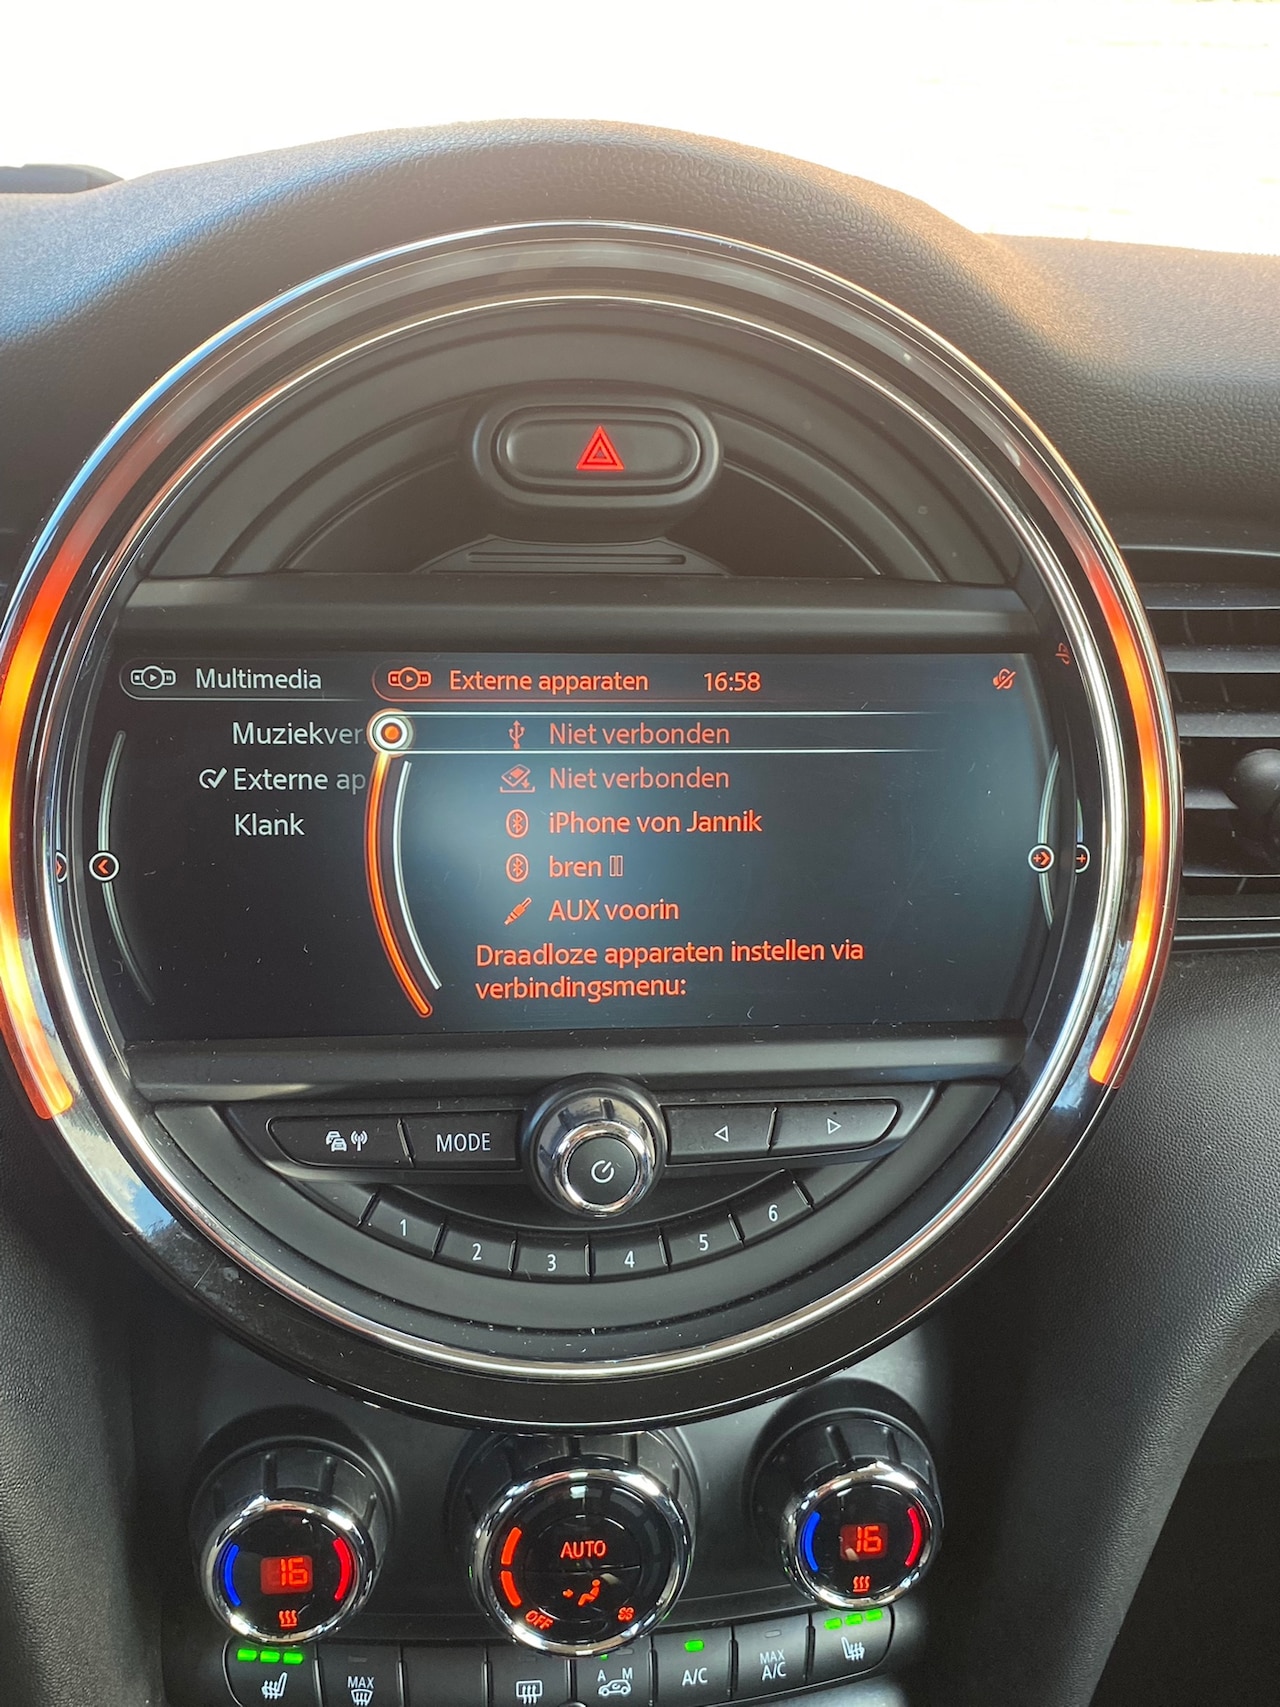 Multimedia
Externe apparaten 16:58
Muziekver
Niet verbonden
Externe ap
Niet verbonden
Klank
iPhone von Jannik
bren
AUX voorin
Draadloze apparaten instellen via
verbindingsmenu:
MODE
1 2 3 4 5 6
16
AUTO
OFF
16
MAX
A M
A/C
MAX
A/C